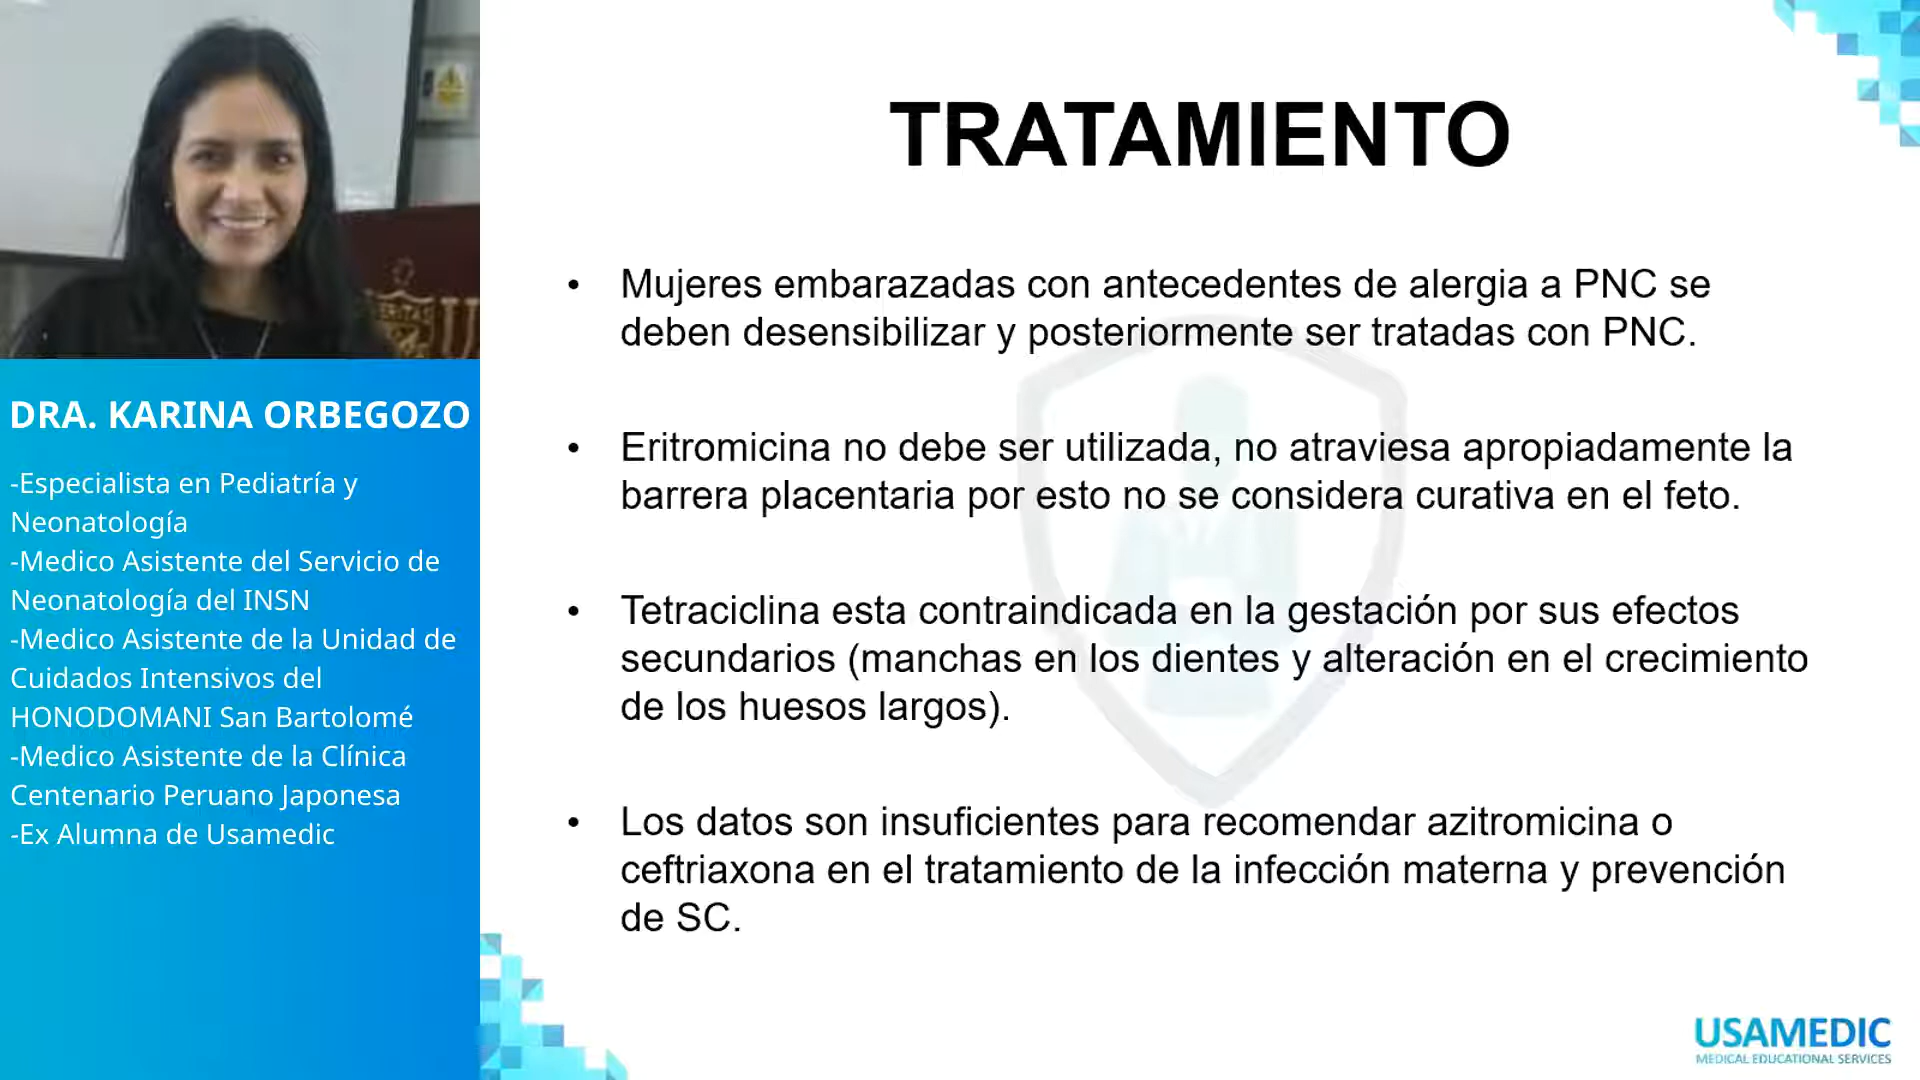 DRA. KARINA ORBEGOZO
-Especialista en Pediatría y
Neonatología
-Medico Asistente del Servicio de
Neonatología del INSN
-Medico Asistente de la Unidad de
Cuidados Intensivos del
HONODOMANI San Bartolomé
-Medico Asistente de la Clínica
Centenario Peruano Japonesa
-Ex Alumna de Usamedic
TRATAMIENTO
• Mujeres embarazadas con antecedentes de alergia a PNC se
deben desensibilizar y posteriormente ser tratadas con PNC.
• Eritromicina no debe ser utilizada, no atraviesa apropiadamente la
barrera placentaria por esto no se considera curativa en el feto.
• Tetraciclina esta contraindicada en la gestación por sus efectos
secundarios (manchas en los dientes y alteración en el crecimiento
de los huesos largos).
• Los datos son insuficientes para recomendar azitromicina o
ceftriaxona en el tratamiento de la infección materna y prevención
de SC.
USAMEDIC
MEDICAL EDUCATIONAL SERVICES